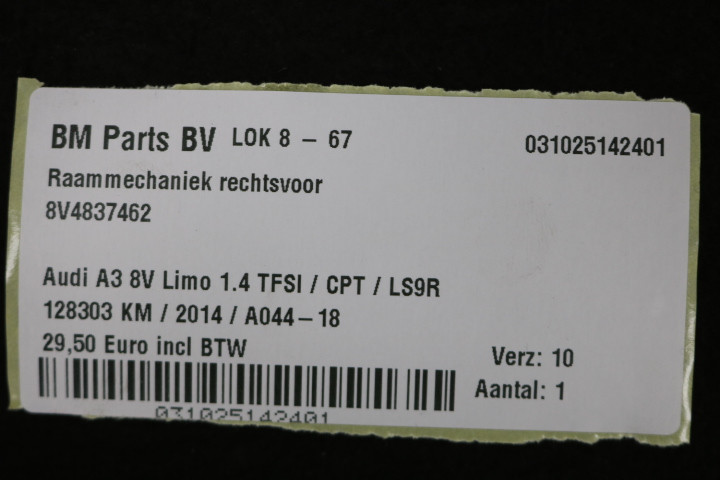 BM Parts BV LOK 8 - 67 031025142401
Raammechaniek rechtsvoor
8V4837462
Audi A3 8V Limo 1.4 TFSI / CPT / LS9R
128303 KM / 2014 / A044-18
29,50 Euro incl BTW
Verz: 10
Aantal: 1
031025142401